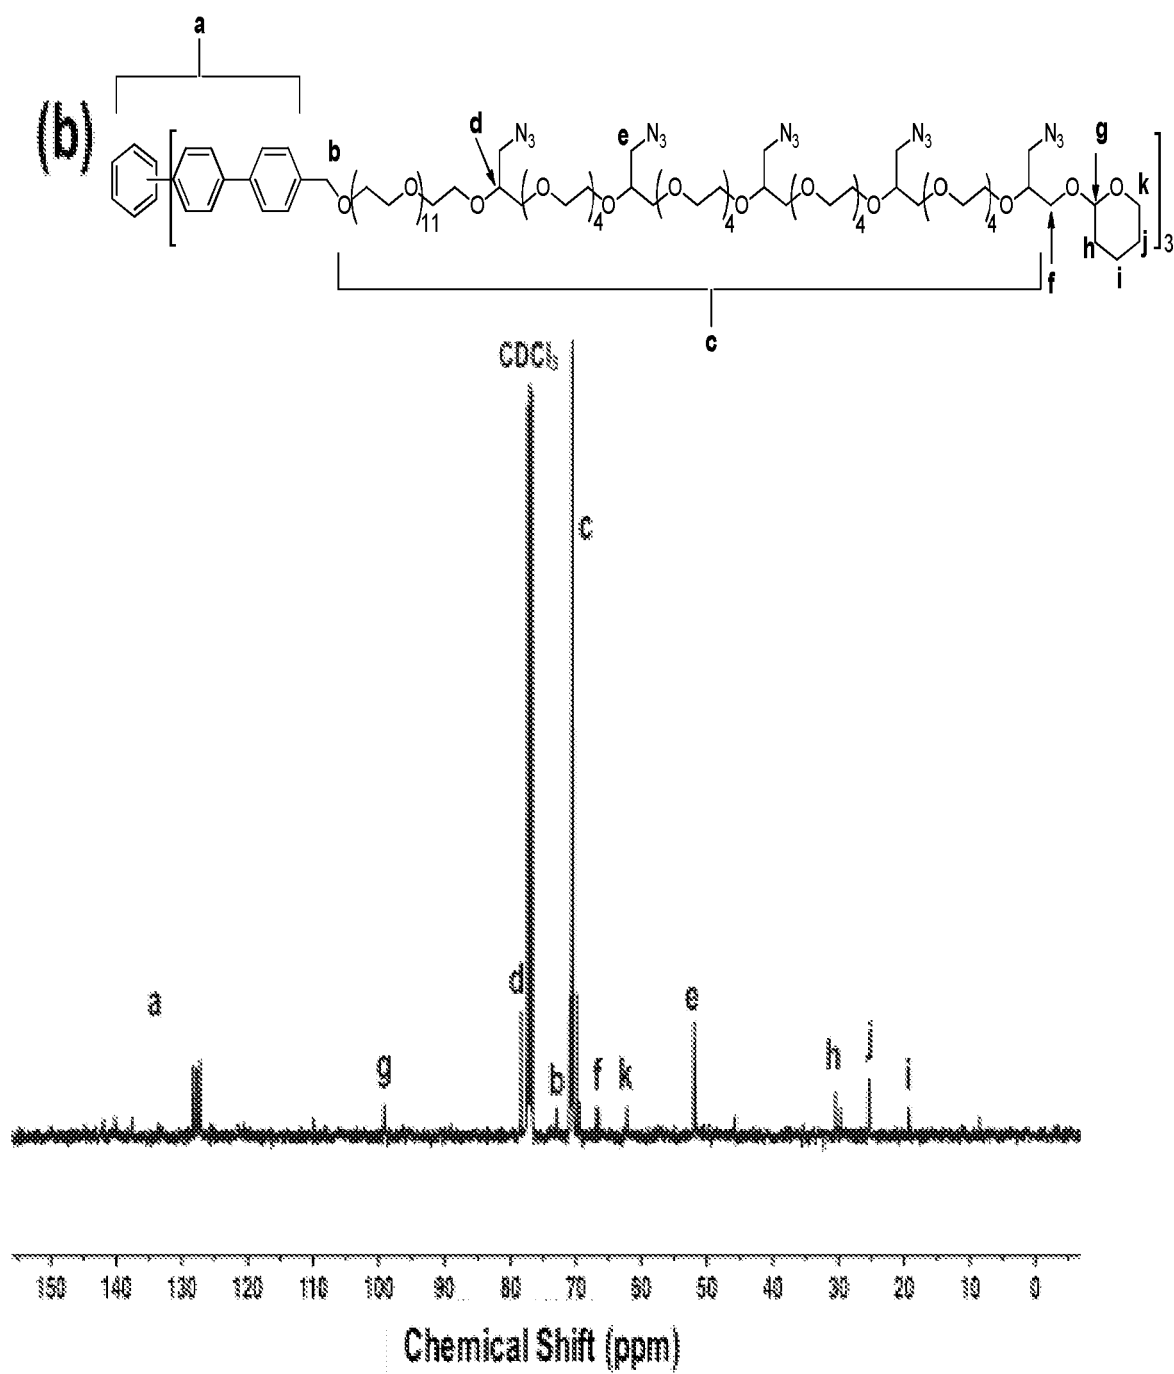 a
(b)
b d N₃ e N₃ N₃ N₃ N₃ g
O O 11 O O 4 O O 4 O O 4 O O 4 O O O k
h j 3
f i
c
CDCl₃
c
d
a e
g b f k h j i
150 140 130 120 110 100 90 80 70 60 50 40 30 20 10 0
Chemical Shift (ppm)